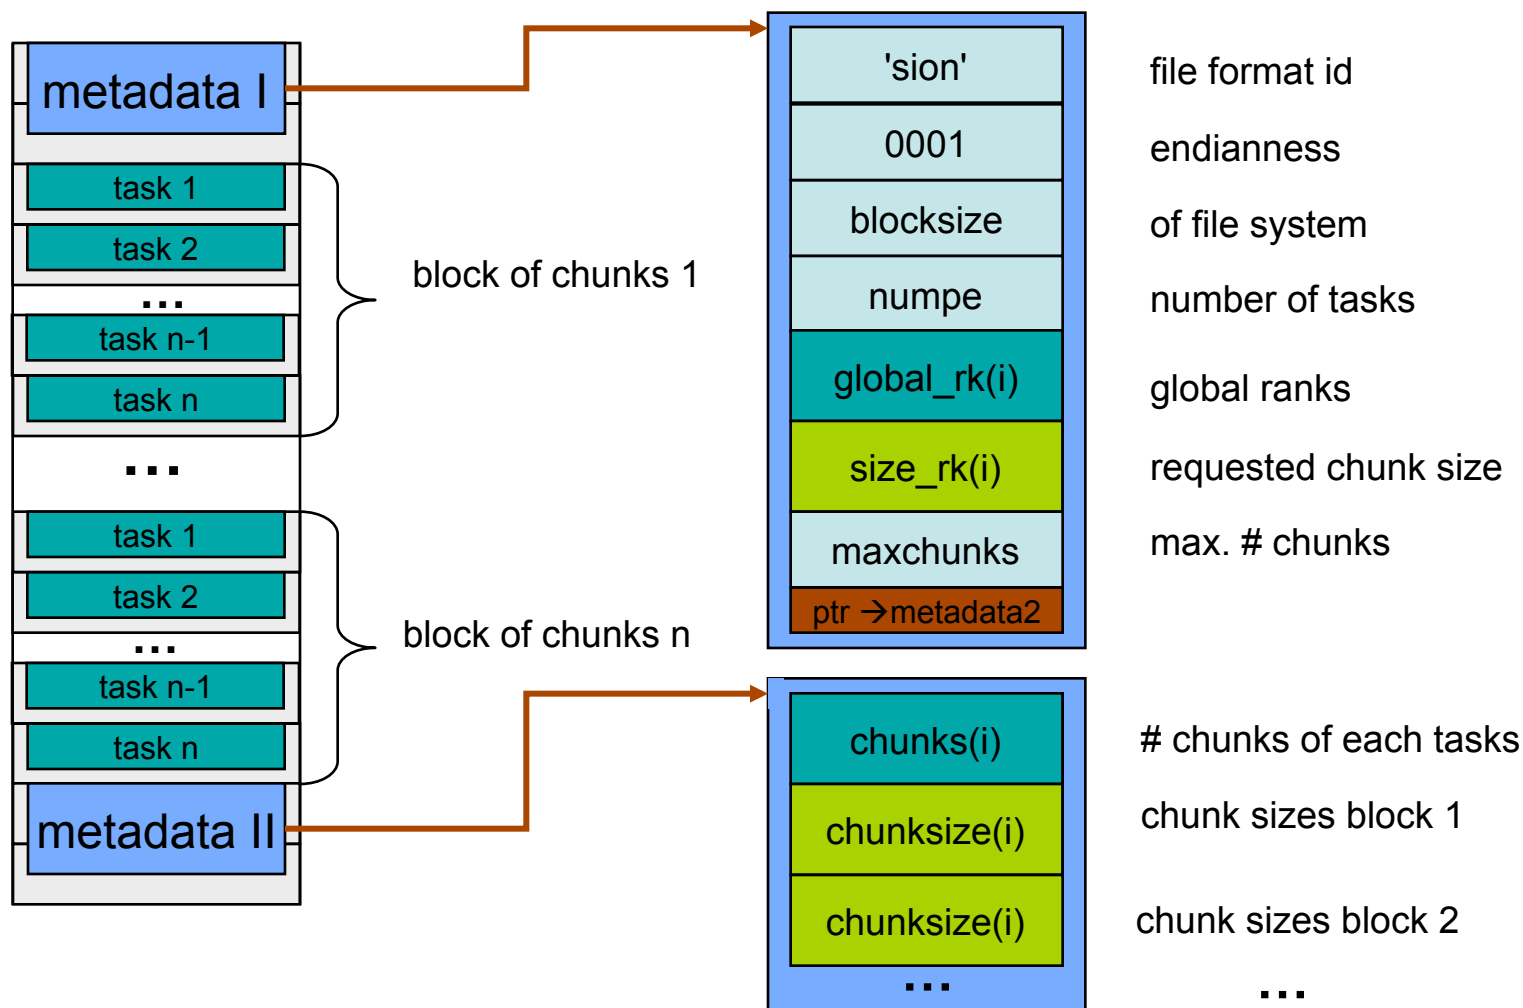 metadata I
task 1
task 2
...
task n-1
task n
block of chunks 1
...
task 1
task 2
...
task n-1
task n
block of chunks n
metadata II
'sion' file format id
0001 endianness
blocksize of file system
numpe number of tasks
global_rk(i) global ranks
size_rk(i) requested chunk size
maxchunks max. # chunks
ptr →metadata2
chunks(i) # chunks of each tasks
chunksize(i) chunk sizes block 1
chunksize(i) chunk sizes block 2
... ...